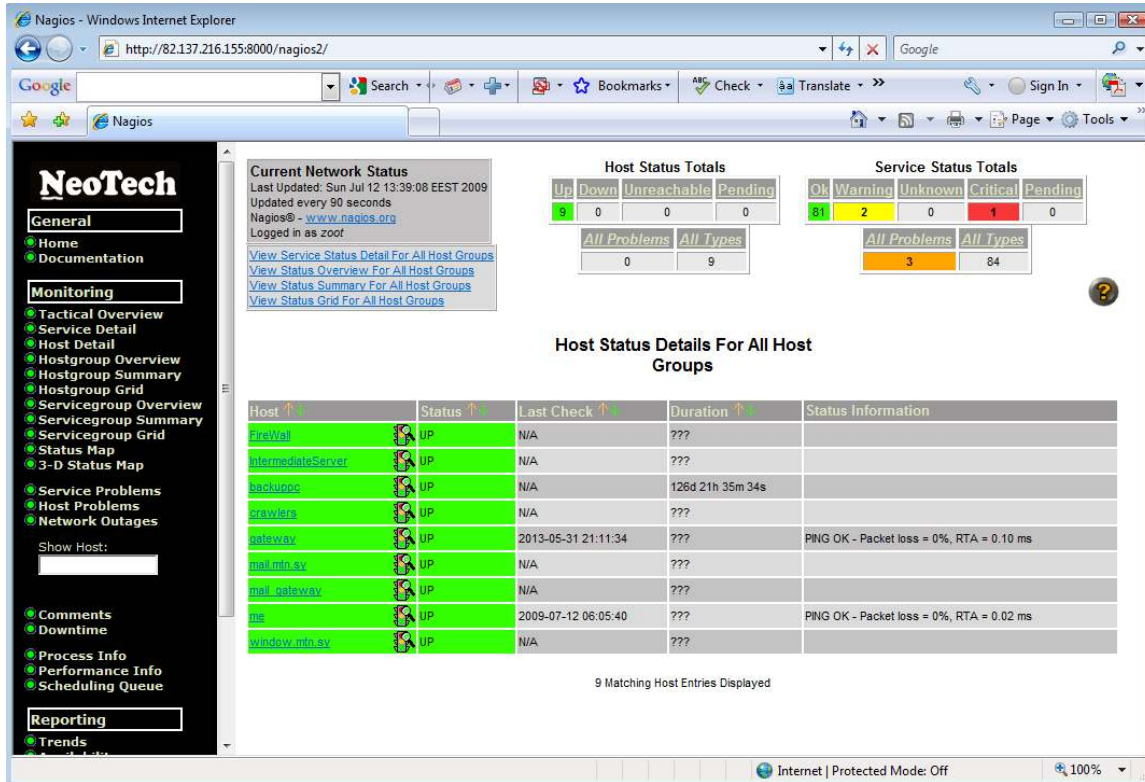 Nagios - Windows Internet Explorer
http://82.137.216.155:8000/nagios2/
Google
Google
Search
Bookmarks
ABC Check
Translate
Sign In
Nagios
Page
Tools
NeoTech
General
Home
Documentation
Monitoring
Tactical Overview
Service Detail
Host Detail
Hostgroup Overview
Hostgroup Summary
Hostgroup Grid
Servicegroup Overview
Servicegroup Summary
Servicegroup Grid
Status Map
3-D Status Map
Service Problems
Host Problems
Network Outages
Show Host:
Comments
Downtime
Process Info
Performance Info
Scheduling Queue
Reporting
Trends
Current Network Status
Last Updated: Sun Jul 12 13:39:08 EEST 2009
Updated every 90 seconds
Nagios® - www.nagios.org
Logged in as zoot
View Service Status Detail For All Host Groups
View Status Overview For All Host Groups
View Status Summary For All Host Groups
View Status Grid For All Host Groups
Host Status Totals
Up Down Unreachable Pending
9 0 0 0
All Problems All Types
0 9
Service Status Totals
Ok Warning Unknown Critical Pending
81 2 0 1 0
All Problems All Types
3 84
?
Host Status Details For All Host
Groups
Host Status Last Check Duration Status Information
FireWall UP N/A ???
IntermediateServer UP N/A ???
backuppc UP N/A 126d 21h 35m 34s
crawlers UP N/A ???
gateway UP 2013-05-31 21:11:34 ??? PING OK - Packet loss = 0%, RTA = 0.10 ms
mail.mtn.sy UP N/A ???
mail_gateway UP N/A ???
me UP 2009-07-12 06:05:40 ??? PING OK - Packet loss = 0%, RTA = 0.02 ms
window.mtn.sy UP N/A ???
9 Matching Host Entries Displayed
Internet | Protected Mode: Off
100%